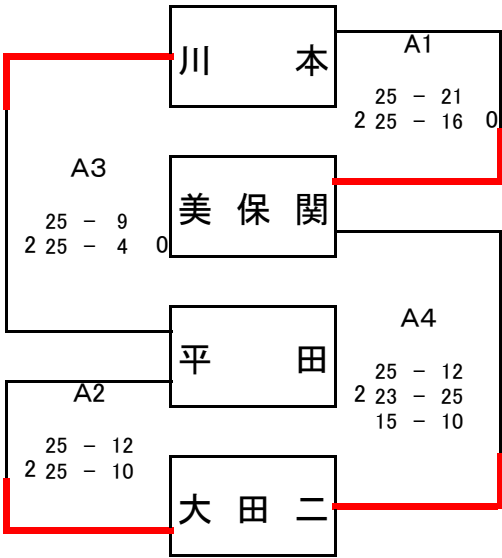 川 本
A1
25 － 21
2 25 － 16 0
A3
25 － 9
2 25 － 4 0
美 保 関
平 田
A4
25 － 12
2 23 － 25
15 － 10
A2
25 － 12
2 25 － 10
大 田 二